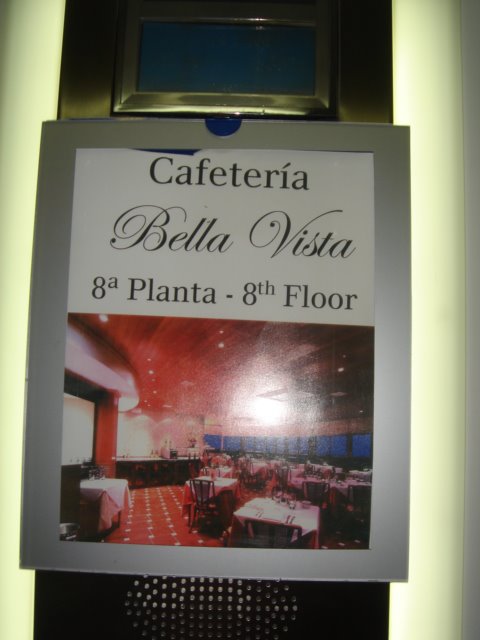 Cafetería
Bella Vista
8ª Planta - 8th Floor